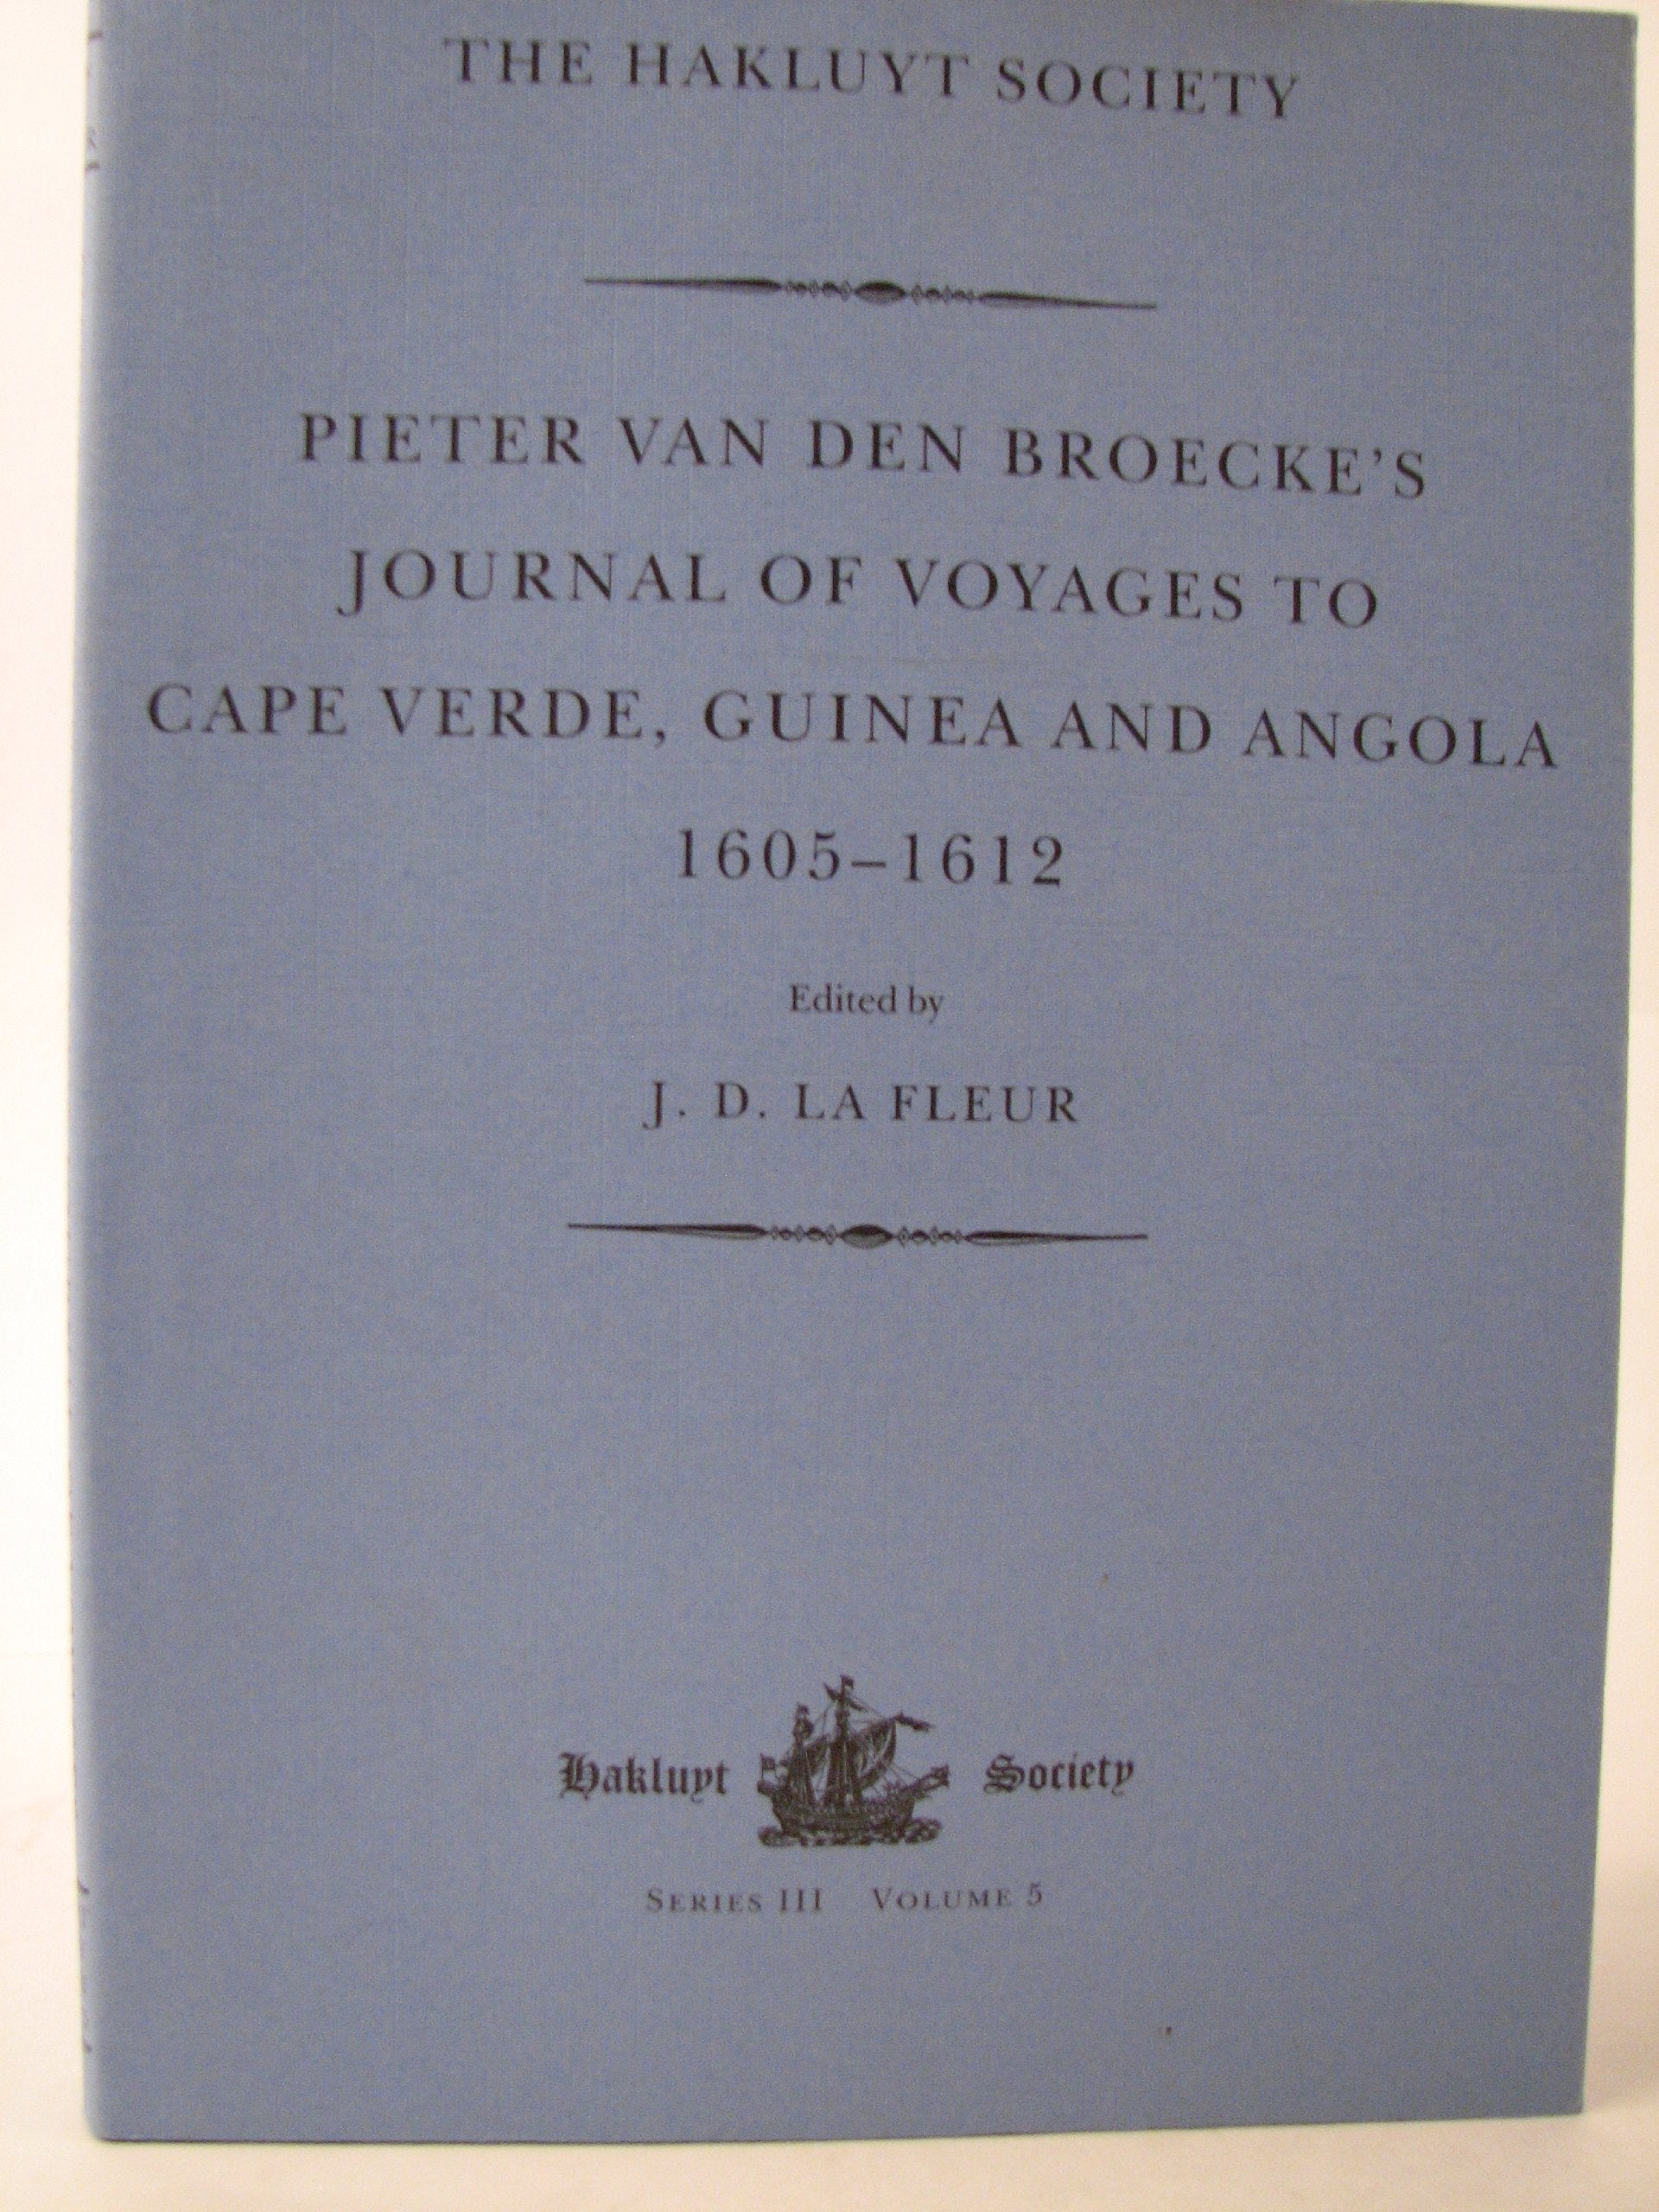 THE HAKLUYT SOCIETY
PIETER VAN DEN BROECKE'S
JOURNAL OF VOYAGES TO
CAPE VERDE, GUINEA AND ANGOLA
1605–1612
Edited by
J. D. LA FLEUR
Hakluyt Society
SERIES III VOLUME 5